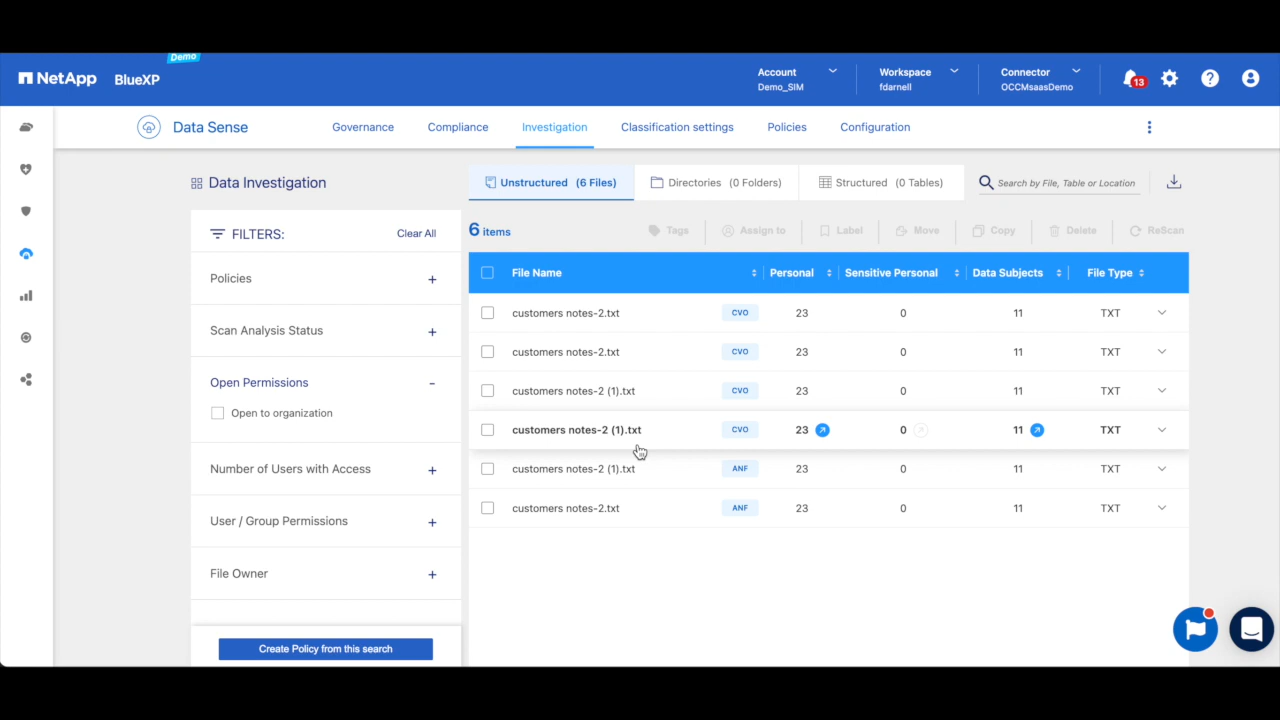 Demo
NetApp BlueXP
Account
Demo_SIM
Workspace
fdarnell
Connector
OCCMsaasDemo
13
Data Sense
Governance Compliance Investigation Classification settings Policies Configuration
Data Investigation
Unstructured (6 Files) Directories (0 Folders) Structured (0 Tables) Search by File, Table or Location
FILTERS: Clear All
Policies +
Scan Analysis Status +
Open Permissions -
Open to organization
Number of Users with Access +
User / Group Permissions +
File Owner +
Create Policy from this search
6 items Tags Assign to Label Move Copy Delete ReScan
File Name Personal Sensitive Personal Data Subjects File Type
customers notes-2.txt CVO 23 0 11 TXT
customers notes-2.txt CVO 23 0 11 TXT
customers notes-2 (1).txt CVO 23 0 11 TXT
customers notes-2 (1).txt CVO 23 0 11 TXT
customers notes-2 (1).txt ANF 23 0 11 TXT
customers notes-2.txt ANF 23 0 11 TXT